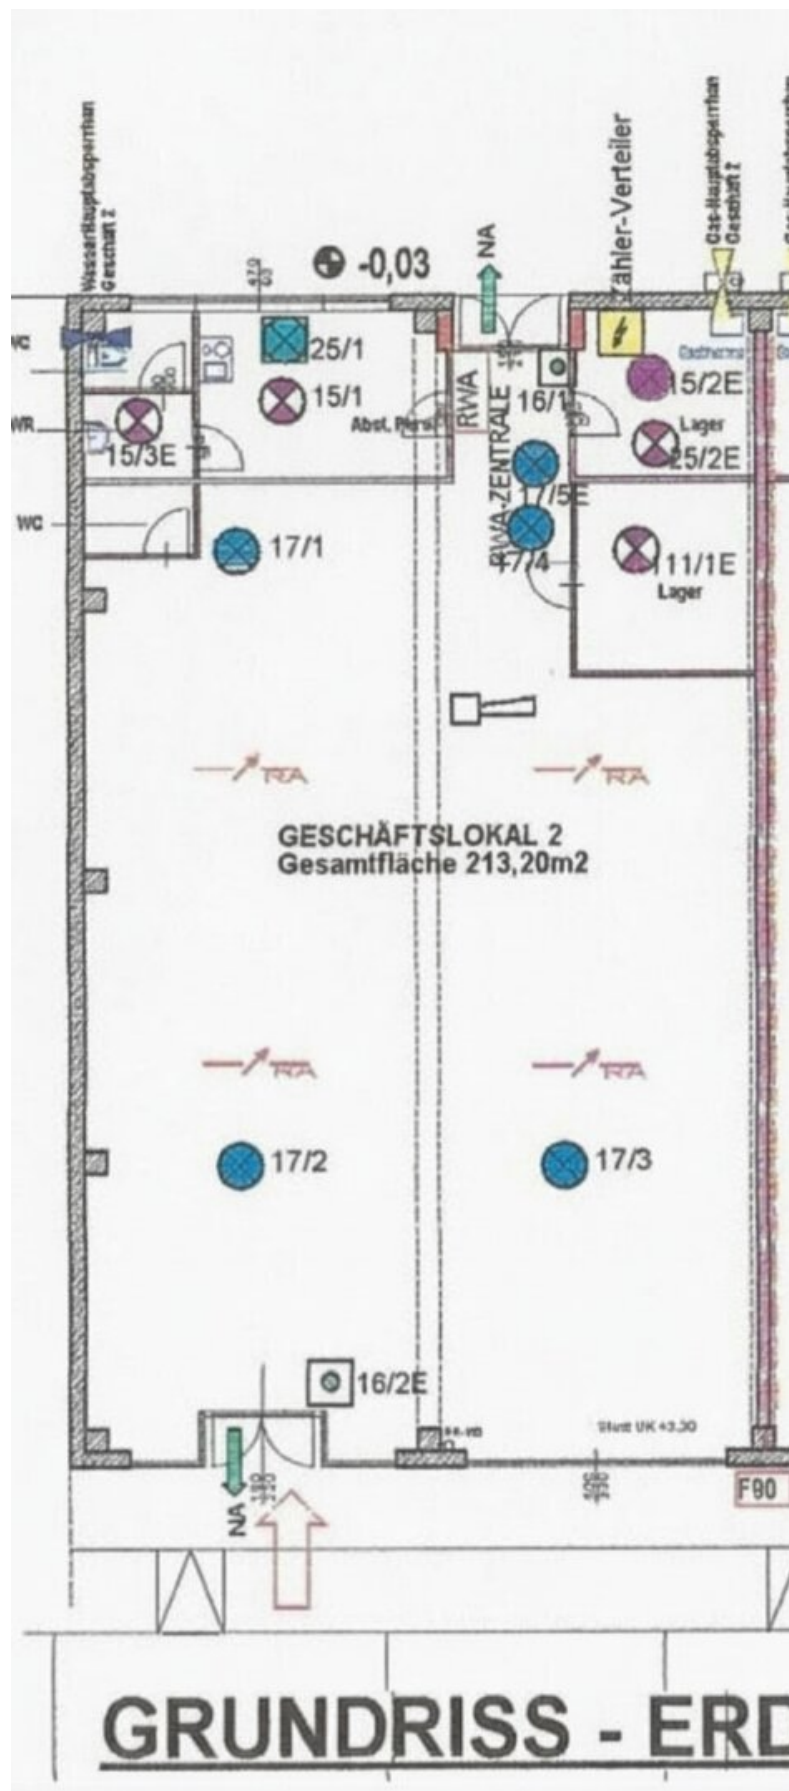 Geschäft 2
Zähler-Verteiler
Gas-Hauptabsperrhan
Geschäft 2
NA
-0,03
WC
25/1
15/1
Abst. Pers.
RWA
RWA-ZENTRALE
16/1
15/2E
Lager
25/2E
WR
15/3E
17/5E
WC
17/1
17/4
111/1E
Lager
RA
RA
GESCHÄFTSLOKAL 2
Gesamtfläche 213,20m2
RA
RA
17/2
17/3
16/2E
NA
F90
GRUNDRISS - ERD